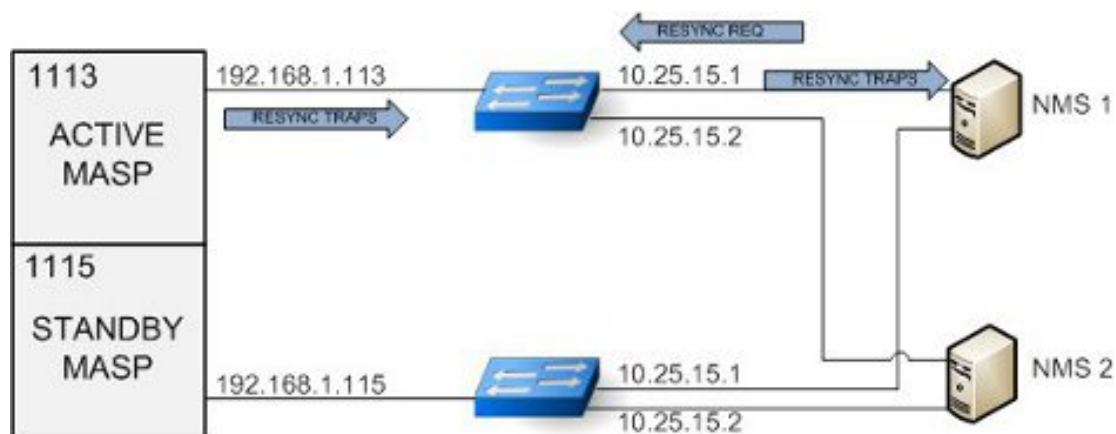 RESYNC REQ
1113
192.168.1.113
10.25.15.1
RESYNC TRAPS
NMS 1
ACTIVE
MASP
RESYNC TRAPS
10.25.15.2
1115
STANDBY
MASP
192.168.1.115
10.25.15.1
NMS 2
10.25.15.2